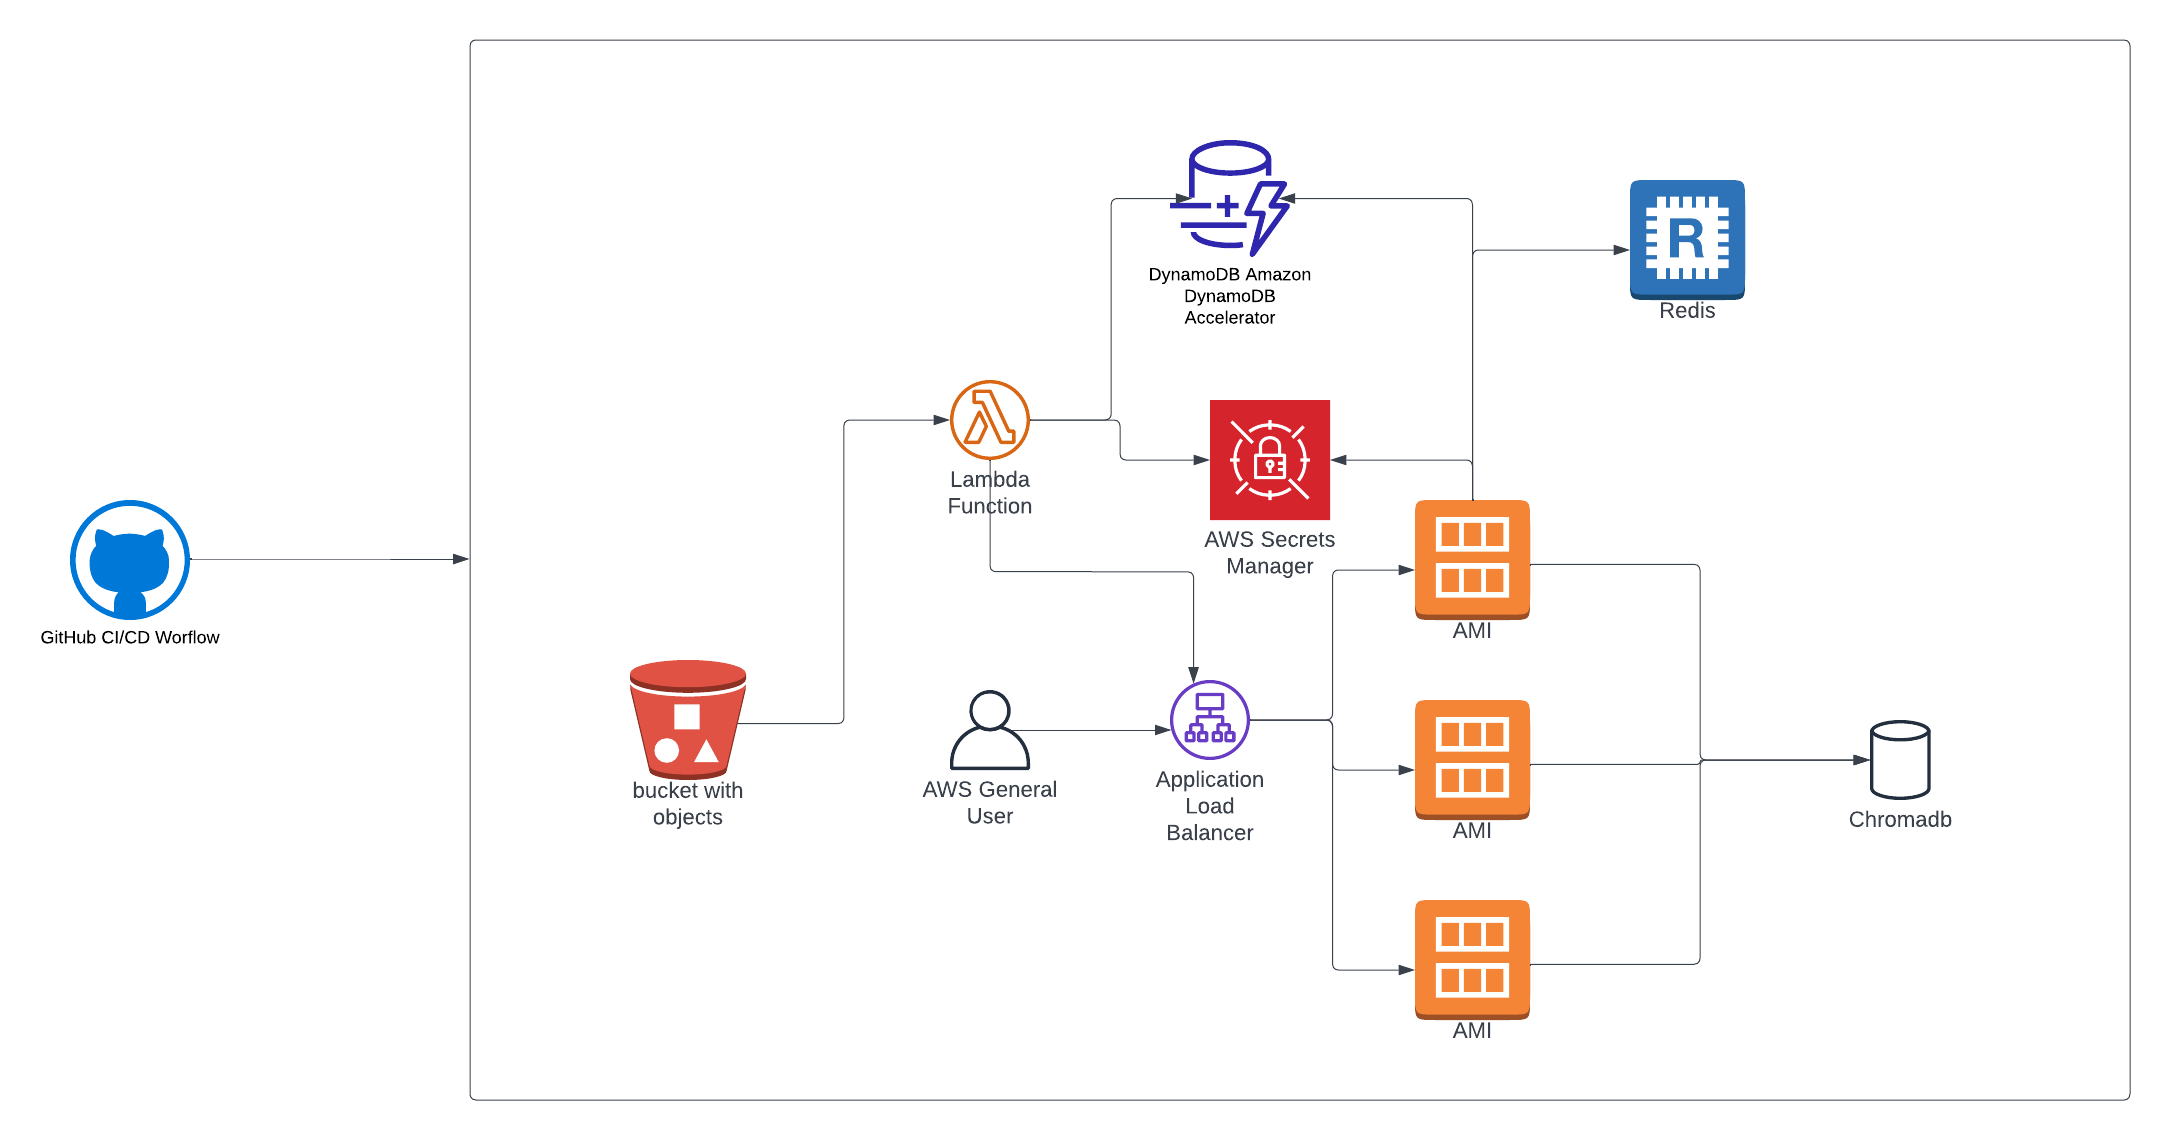 DynamoDB Amazon
DynamoDB
Accelerator
R
Redis
Lambda
Function
AWS Secrets
Manager
GitHub CI/CD Worflow
AMI
bucket with
objects
AWS General
User
Application
Load
Balancer
AMI
Chromadb
AMI